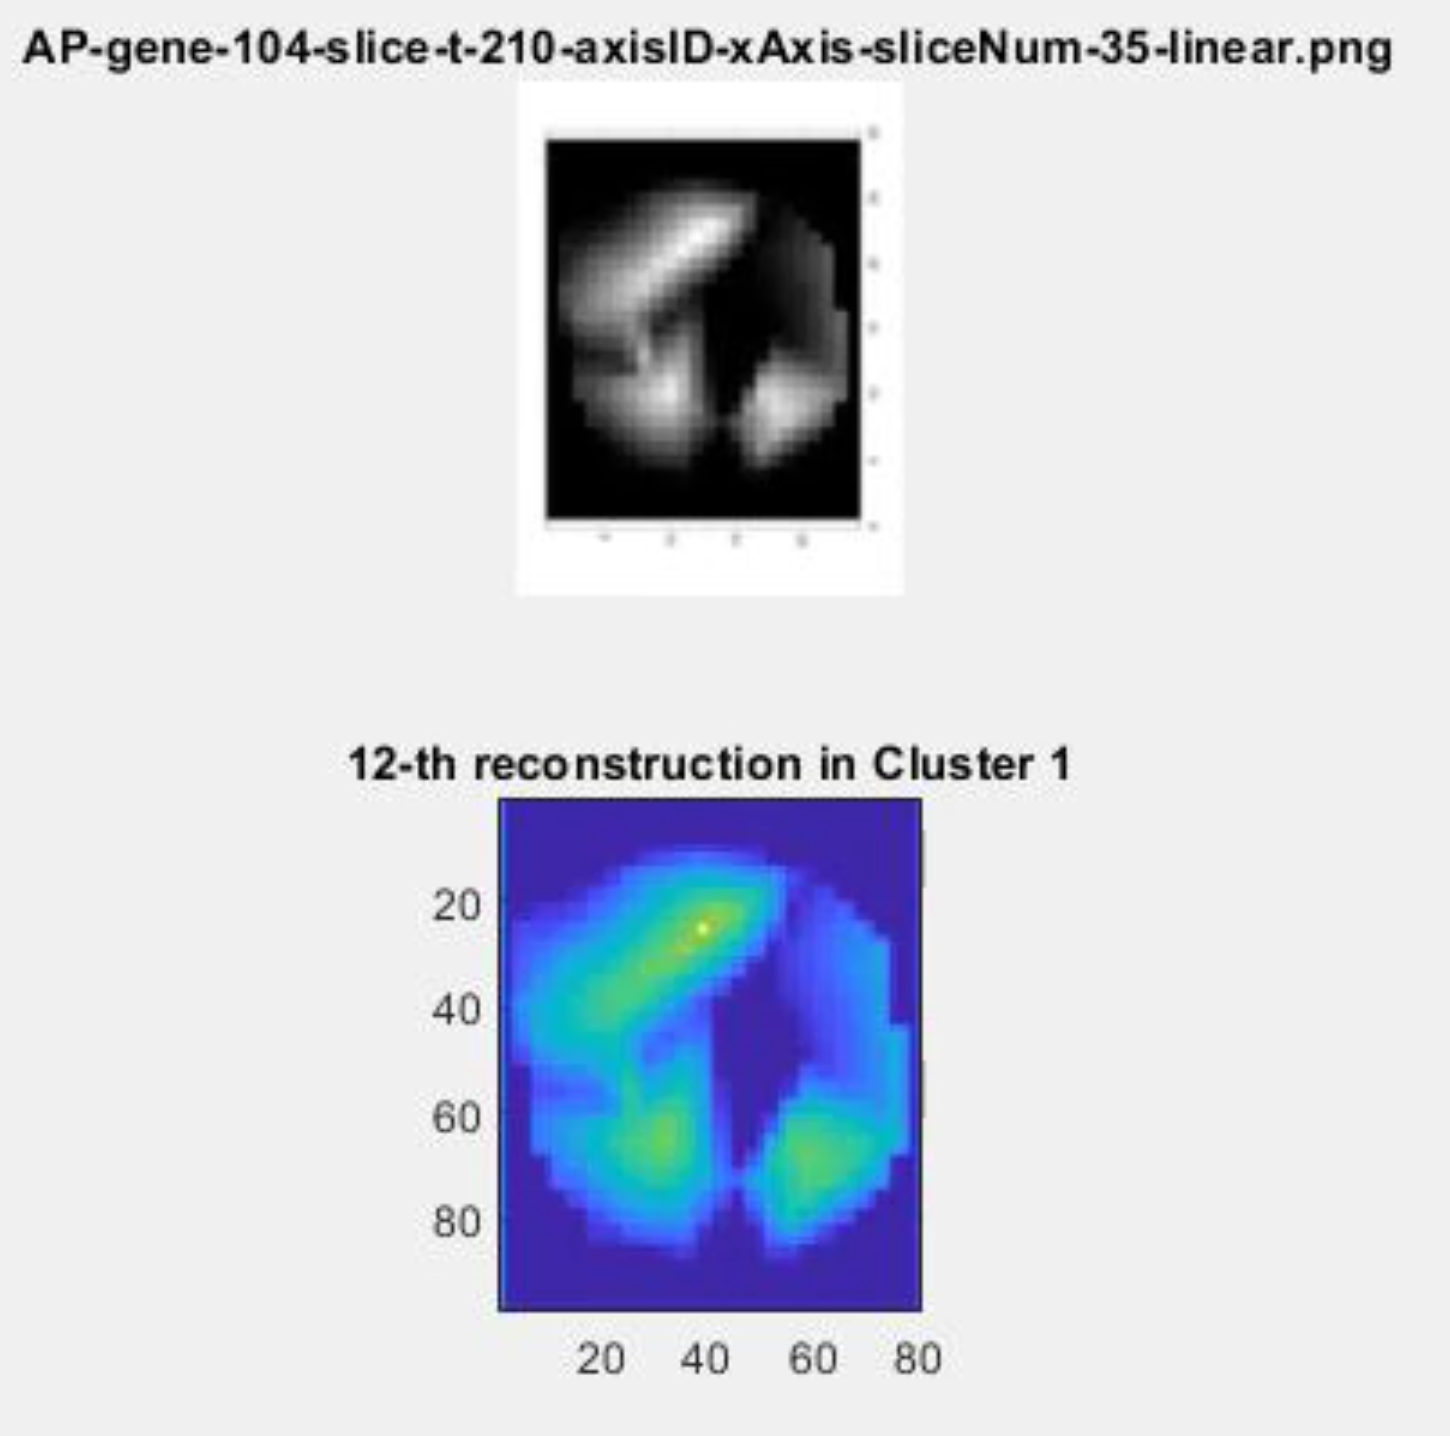 AP-gene-104-slice-t-210-axisID-xAxis-sliceNum-35-linear.png
12-th reconstruction in Cluster 1
20
40
60
80
20 40 60 80